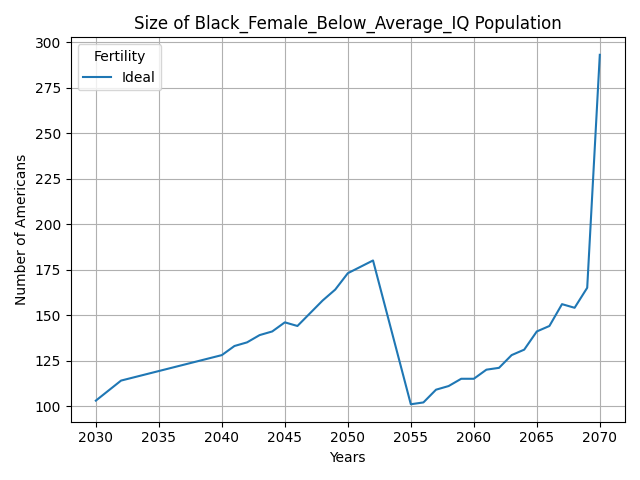 Size of Black_Female_Below_Average_IQ Population
Fertility
Ideal
Number of Americans
300
275
250
225
200
175
150
125
100
2030 2035 2040 2045 2050 2055 2060 2065 2070
Years